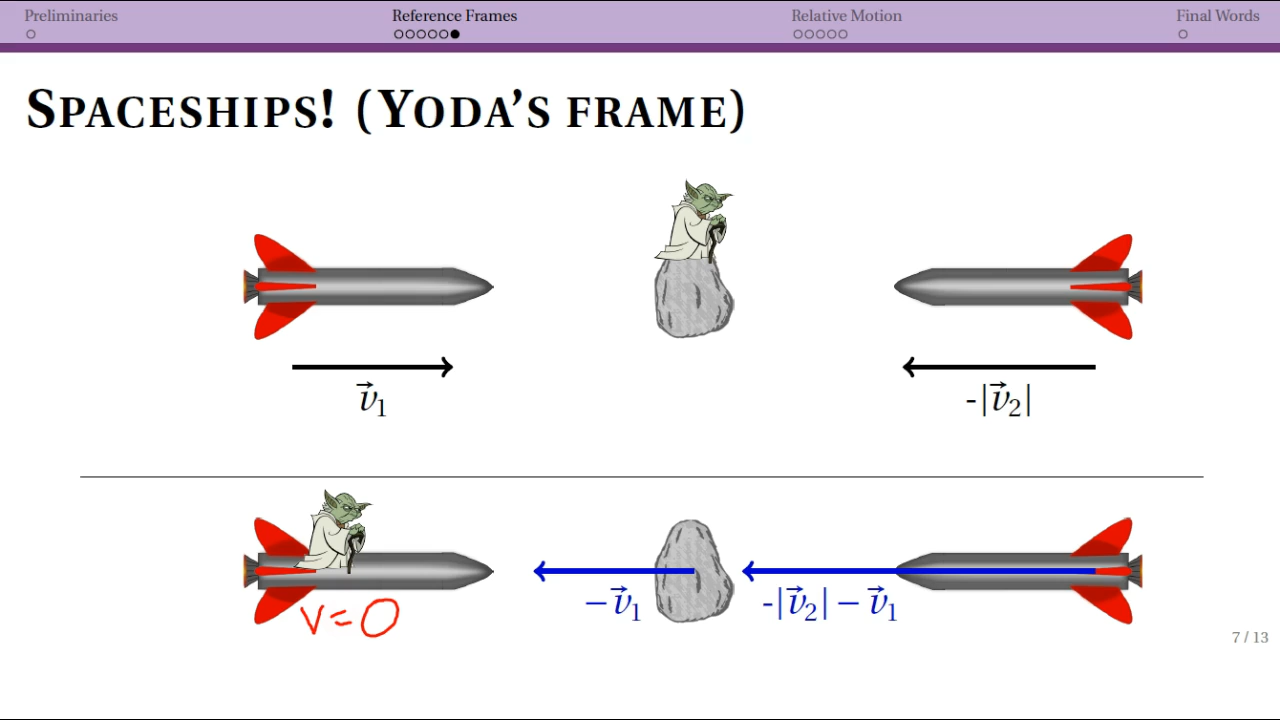 Preliminaries Reference Frames Relative Motion Final Words
SPACESHIPS! (YODA'S FRAME)
v⃗₁ -|v⃗₂|
−v⃗₁ -|v⃗₂| − v⃗₁
v=0
7 / 13